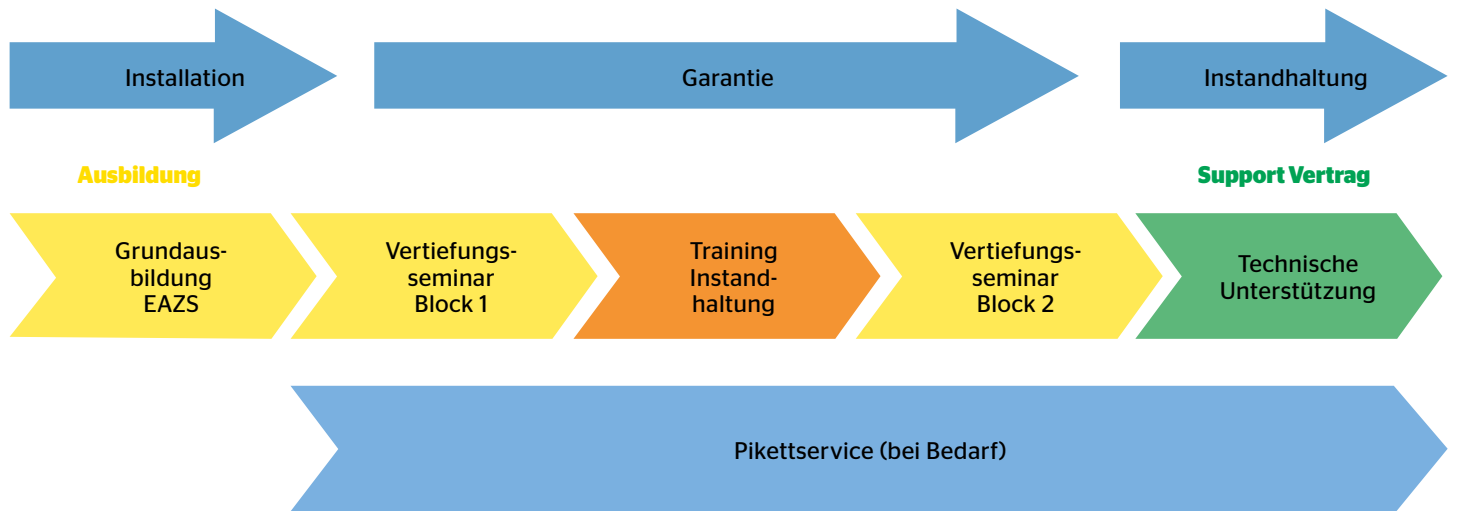 Installation
Garantie
Instandhaltung
Ausbildung
Support Vertrag
Grundaus-
bildung
EAZS
Vertiefungs-
seminar
Block 1
Training
Instand-
haltung
Vertiefungs-
seminar
Block 2
Technische
Unterstützung
Pikettservice (bei Bedarf)